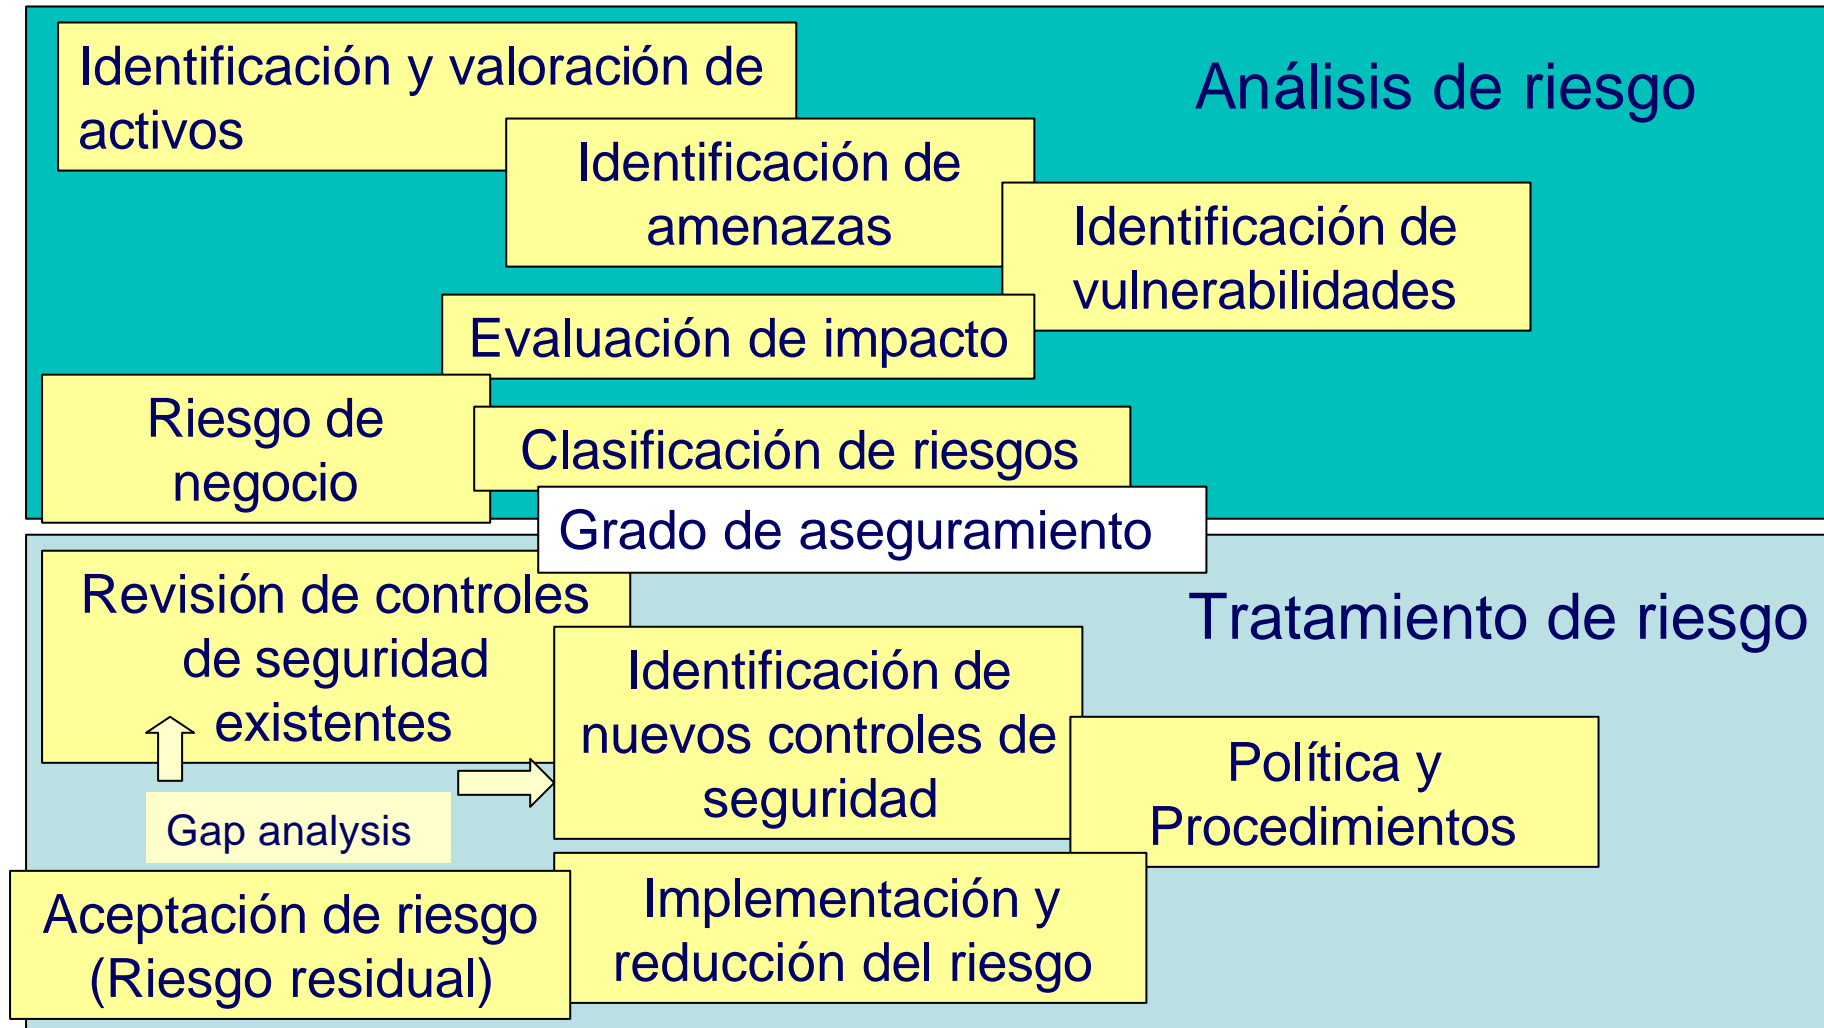 Identificación y valoración de
activos
Análisis de riesgo
Identificación de
amenazas
Identificación de
vulnerabilidades
Evaluación de impacto
Riesgo de
negocio
Clasificación de riesgos
Grado de aseguramiento
Revisión de controles
de seguridad
existentes
Tratamiento de riesgo
Identificación de
nuevos controles de
seguridad
Política y
Procedimientos
Gap analysis
Aceptación de riesgo
(Riesgo residual)
Implementación y
reducción del riesgo